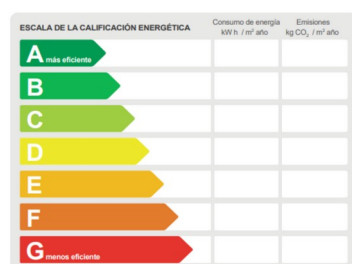 ESCALA DE LA CALIFICACIÓN ENERGÉTICA
Consumo de energía
kW h / m² año
Emisiones
kg CO₂ / m² año
A más eficiente
B
C
D
E
F
G menos eficiente